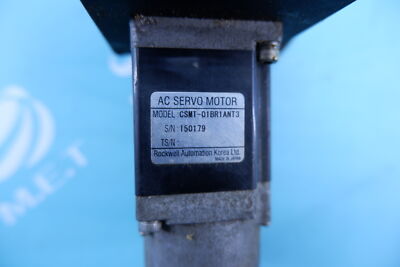 AC SERVO MOTOR
MODEL: CSMT-01BR1ANT3
S/N: 150179
TS/N:
Rockwell Automation Korea Ltd.
MADE IN JAPAN
M.E.T